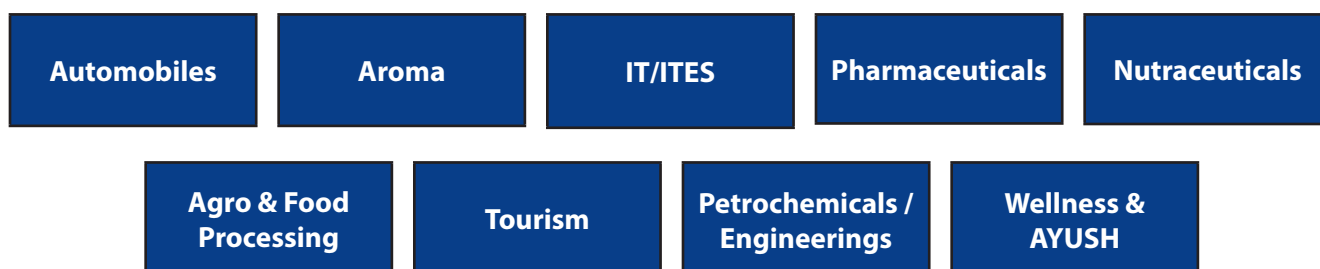 Automobiles
Aroma
IT/ITES
Pharmaceuticals
Nutraceuticals
Agro & Food
Processing
Tourism
Petrochemicals /
Engineerings
Wellness &
AYUSH